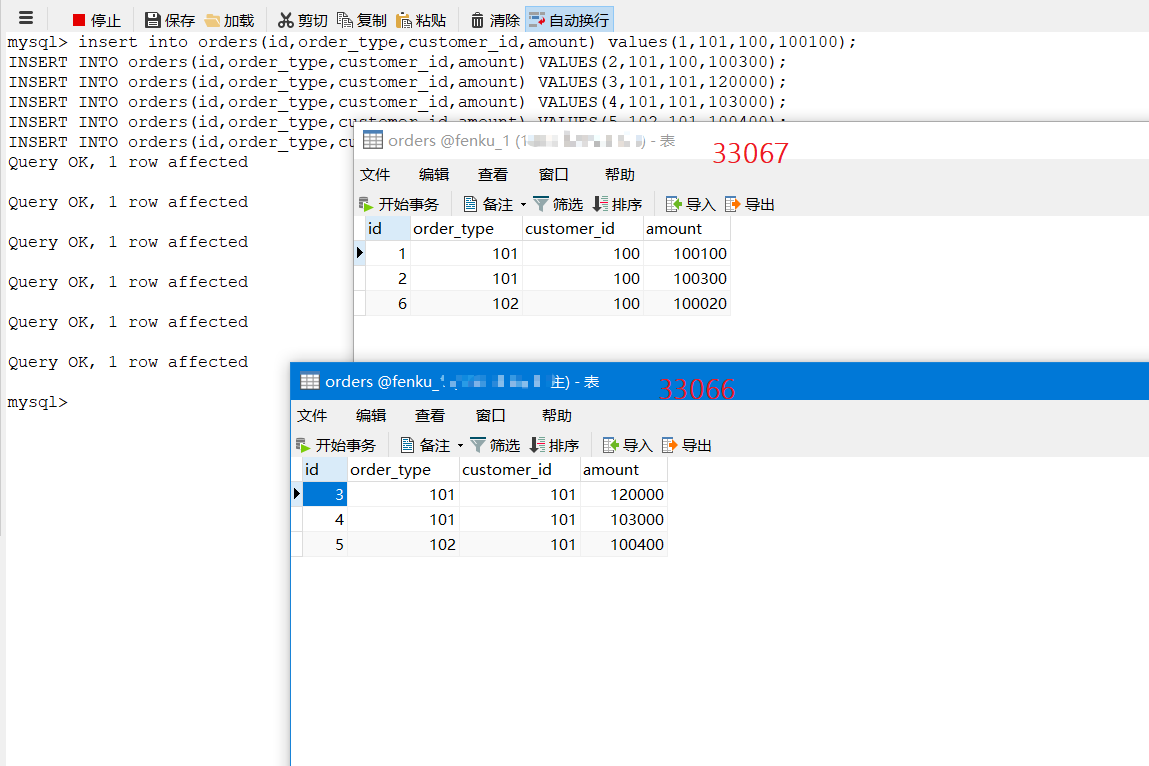 停止 保存 加载 剪切 复制 粘贴 清除 自动换行
mysql> insert into orders(id,order_type,customer_id,amount) values(1,101,100,100100);
INSERT INTO orders(id,order_type,customer_id,amount) VALUES(2,101,100,100300);
INSERT INTO orders(id,order_type,customer_id,amount) VALUES(3,101,101,120000);
INSERT INTO orders(id,order_type,customer_id,amount) VALUES(4,101,101,103000);
INSERT INTO orders(id,order_type,customer_id,amount) VALUES(5,102,101,100400);
INSERT INTO orders(id,order_type,cu
Query OK, 1 row affected
Query OK, 1 row affected
Query OK, 1 row affected
Query OK, 1 row affected
Query OK, 1 row affected
Query OK, 1 row affected
mysql>
orders @fenku_1 (1 ) - 表
33067
文件 编辑 查看 窗口 帮助
开始事务 备注 筛选 排序 导入 导出
id order_type customer_id amount
1 101 100 100100
2 101 100 100300
6 102 100 100020
orders @fenku_ 主) - 表
33066
文件 编辑 查看 窗口 帮助
开始事务 备注 筛选 排序 导入 导出
id order_type customer_id amount
3 101 101 120000
4 101 101 103000
5 102 101 100400